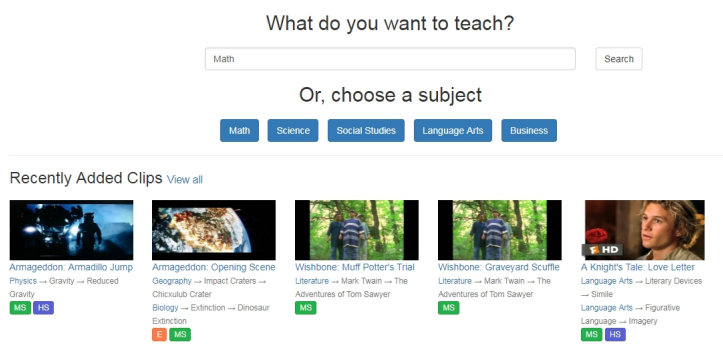 What do you want to teach?
Math
Search
Or, choose a subject
Math
Science
Social Studies
Language Arts
Business
Recently Added Clips View all
Armageddon: Armadillo Jump
Physics → Gravity → Reduced
Gravity
MS HS
Armageddon: Opening Scene
Geography → Impact Craters →
Chicxulub Crater
Biology → Extinction → Dinosaur
Extinction
E MS
Wishbone: Muff Potter's Trial
Literature → Mark Twain → The
Adventures of Tom Sawyer
MS
Wishbone: Graveyard Scuffle
Literature → Mark Twain → The
Adventures of Tom Sawyer
MS
HD
A Knight's Tale: Love Letter
Language Arts → Literary Devices
→ Simile
Language Arts → Figurative
Language → Imagery
MS HS